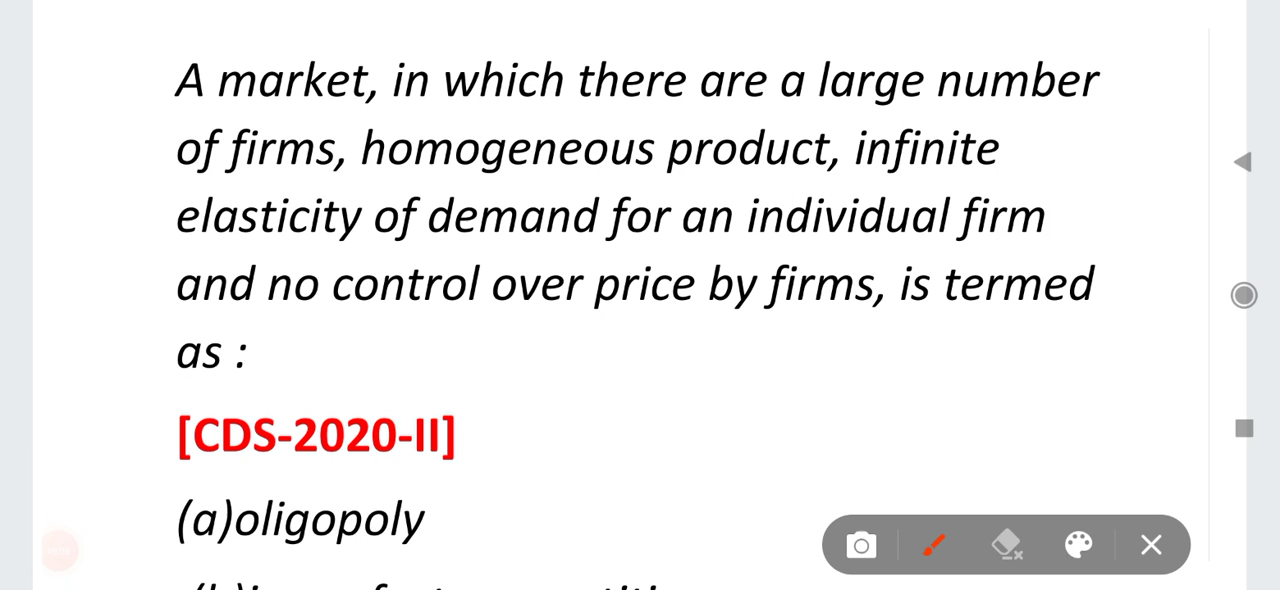 A market, in which there are a large number
of firms, homogeneous product, infinite
elasticity of demand for an individual firm
and no control over price by firms, is termed
as :
[CDS-2020-II]
(a)oligopoly